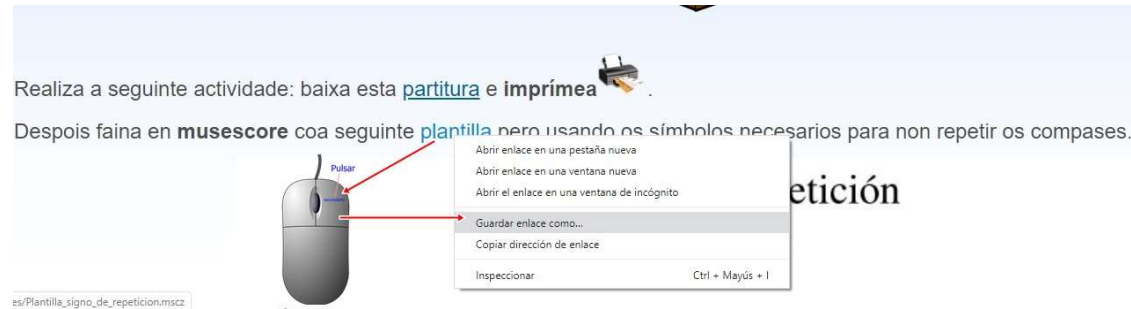 Realiza a seguinte actividade: baixa esta partitura e imprímea .
Despois faina en musescore coa seguinte plantilla pero usando os símbolos necesarios para non repetir os compases.
Pulsar
secundario
Abrir enlace en una pestaña nueva
Abrir enlace en una ventana nueva
Abrir el enlace en una ventana de incógnito
etición
Guardar enlace como...
Copiar dirección de enlace
Inspeccionar Ctrl + Mayús + I
es/Plantilla_signo_de_repeticion.mscz